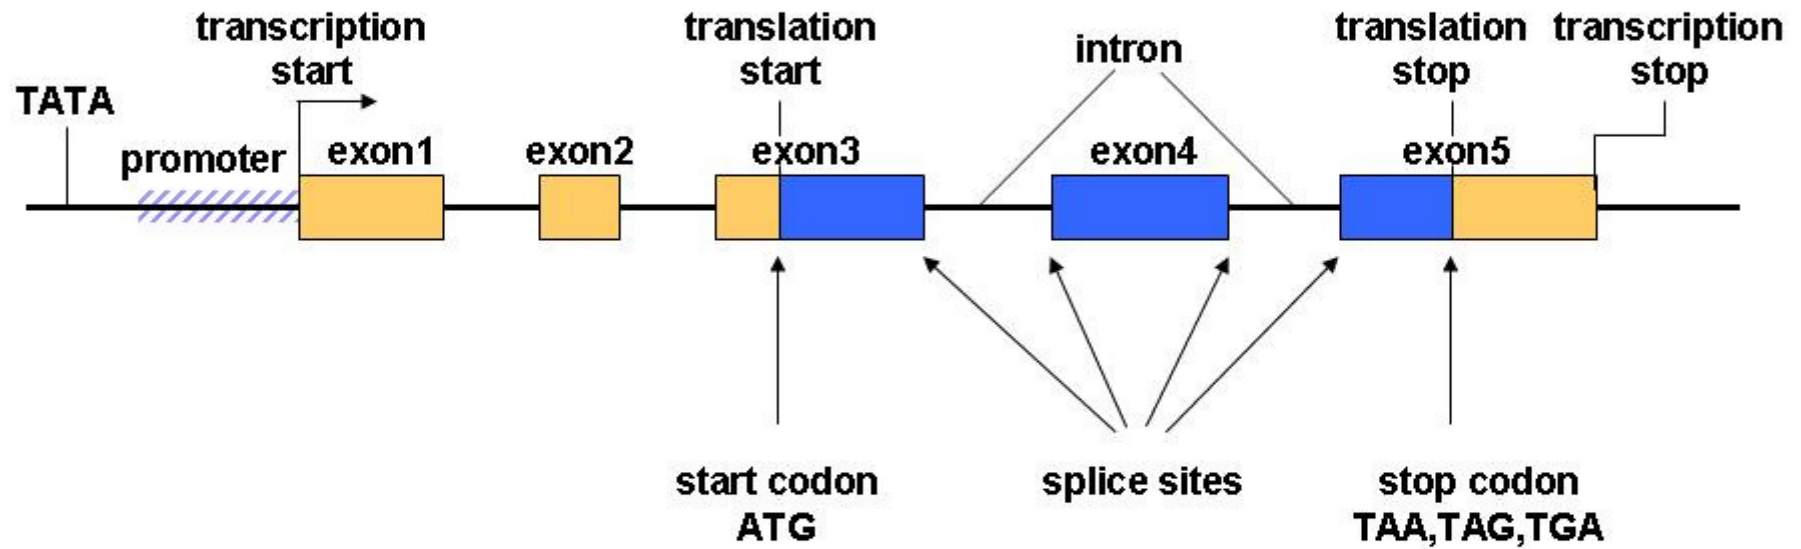 transcription
start
translation
start
intron
translation
stop
transcription
stop
TATA
promoter
exon1
exon2
exon3
exon4
exon5
start codon
ATG
splice sites
stop codon
TAA,TAG,TGA